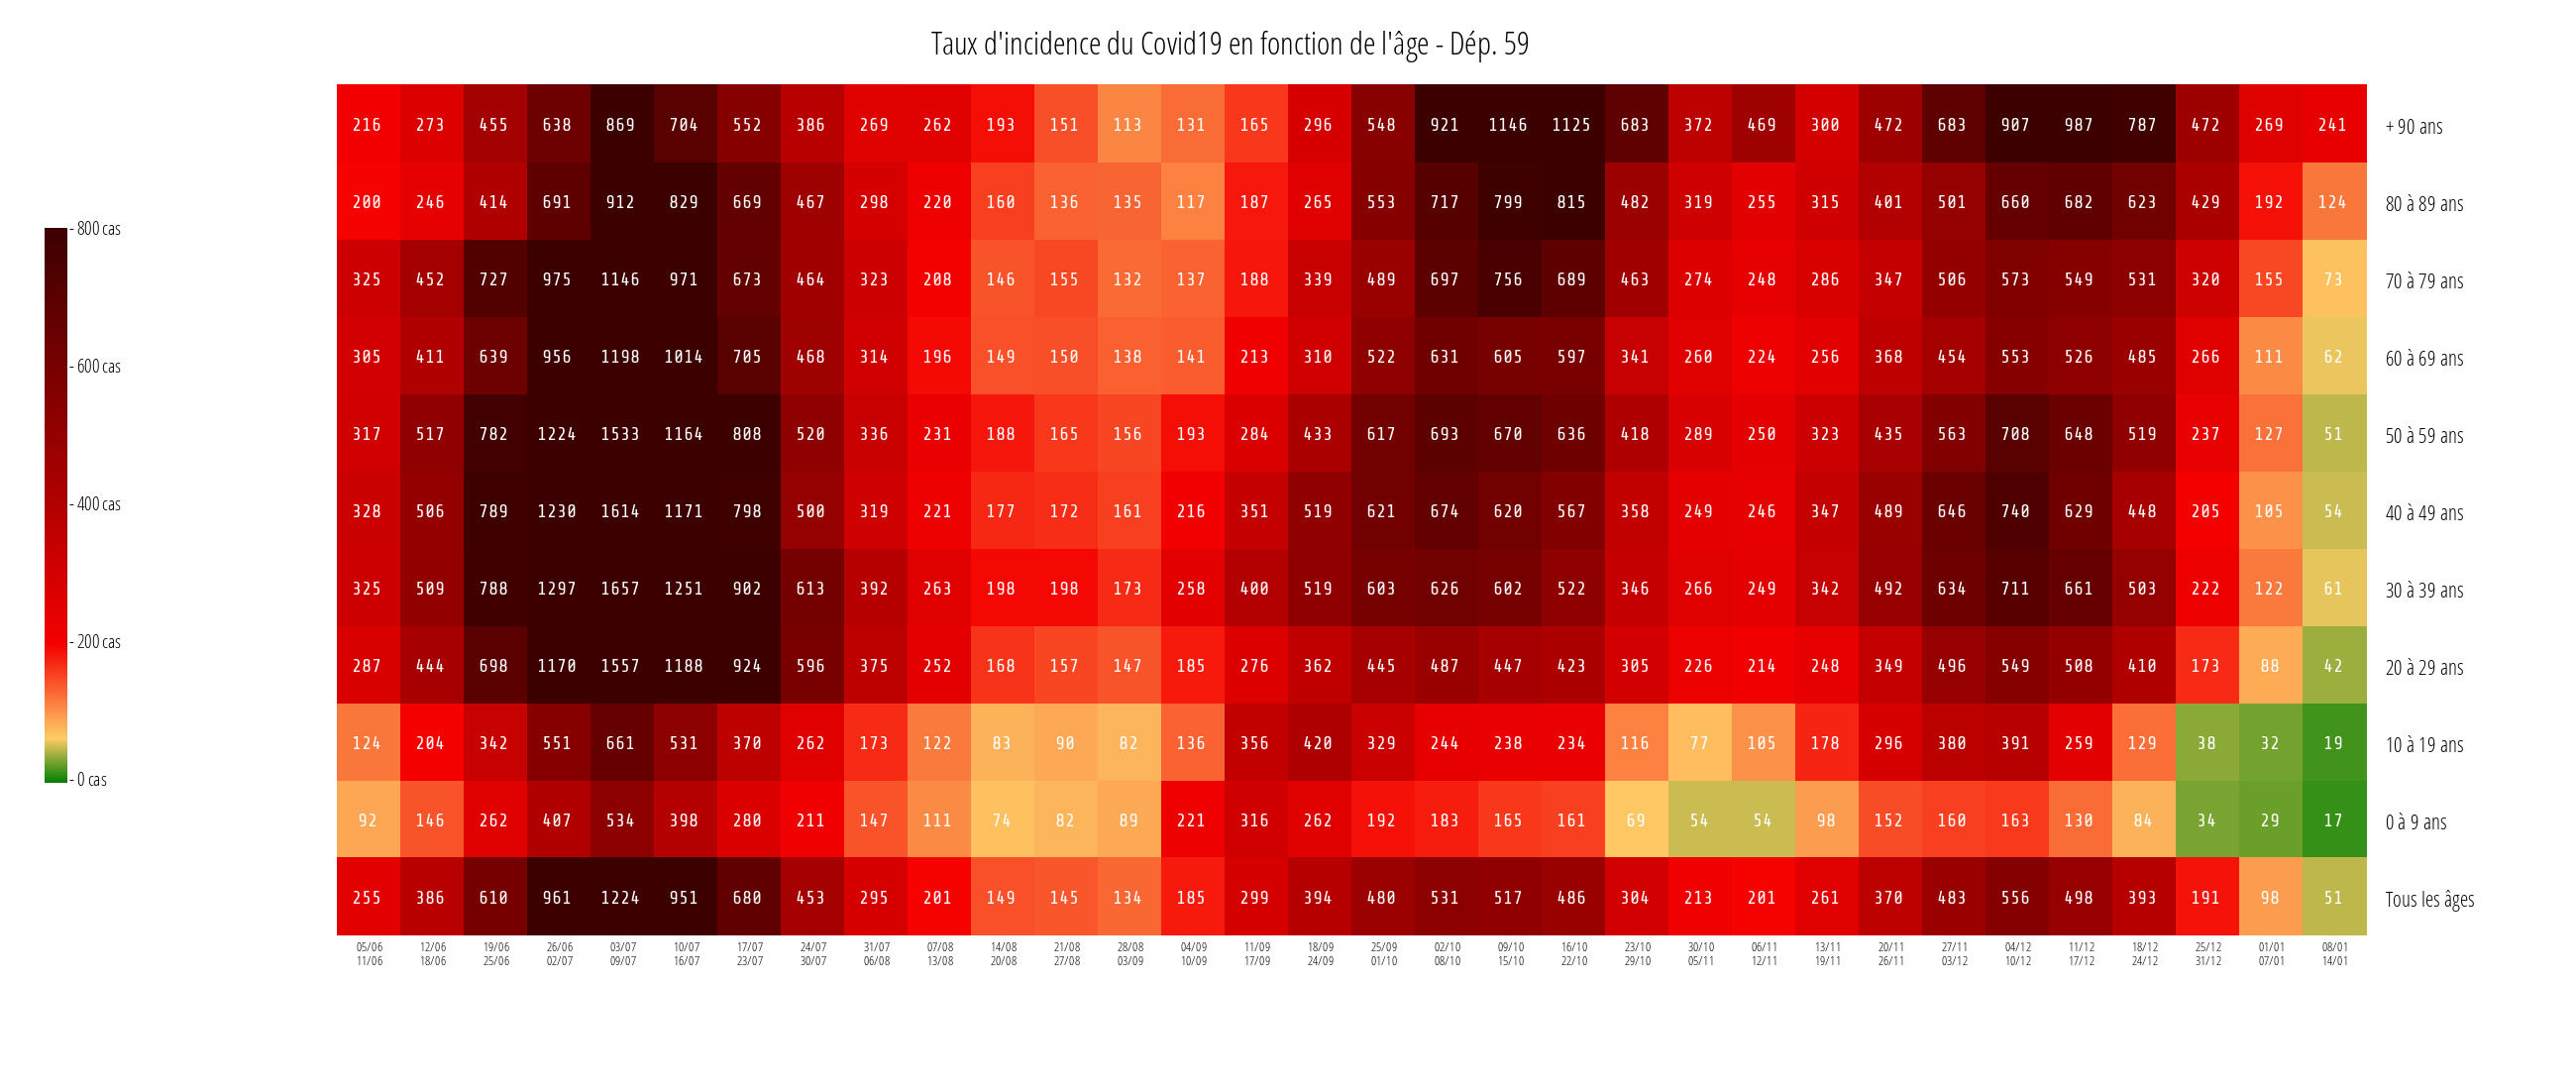 Taux d'incidence du Covid19 en fonction de l'âge - Dép. 59
216 273 455 638 869 704 552 386 269 262 193 151 113 131 165 296 548 921 1146 1125 683 372 469 300 472 683 907 987 787 472 269 241 + 90 ans
200 246 414 691 912 829 669 467 298 220 160 136 135 117 187 265 553 717 799 815 482 319 255 315 401 501 660 682 623 429 192 124 80 à 89 ans
325 452 727 975 1146 971 673 464 323 208 146 155 132 137 188 339 489 697 756 689 463 274 248 286 347 506 573 549 531 320 155 73 70 à 79 ans
305 411 639 956 1198 1014 705 468 314 196 149 150 138 141 213 310 522 631 605 597 341 260 224 256 368 454 553 526 485 266 111 62 60 à 69 ans
317 517 782 1224 1533 1164 808 520 336 231 188 165 156 193 284 433 617 693 670 636 418 289 250 323 435 563 708 648 519 237 127 51 50 à 59 ans
328 506 789 1230 1614 1171 798 500 319 221 177 172 161 216 351 519 621 674 620 567 358 249 246 347 489 646 740 629 448 205 105 54 40 à 49 ans
325 509 788 1297 1657 1251 902 613 392 263 198 198 173 258 400 519 603 626 602 522 346 266 249 342 492 634 711 661 503 222 122 61 30 à 39 ans
287 444 698 1170 1557 1188 924 596 375 252 168 157 147 185 276 362 445 487 447 423 305 226 214 248 349 496 549 508 410 173 88 42 20 à 29 ans
124 204 342 551 661 531 370 262 173 122 83 90 82 136 356 420 329 244 238 234 116 77 105 178 296 380 391 259 129 38 32 19 10 à 19 ans
92 146 262 407 534 398 280 211 147 111 74 82 89 221 316 262 192 183 165 161 69 54 54 98 152 160 163 130 84 34 29 17 0 à 9 ans
255 386 610 961 1224 951 680 453 295 201 149 145 134 185 299 394 480 531 517 486 304 213 201 261 370 483 556 498 393 191 98 51 Tous les âges
05/06 12/06 19/06 26/06 03/07 10/07 17/07 24/07 31/07 07/08 14/08 21/08 28/08 04/09 11/09 18/09 25/09 02/10 09/10 16/10 23/10 30/10 06/11 13/11 20/11 27/11 04/12 11/12 18/12 25/12 01/01 08/01
11/06 18/06 25/06 02/07 09/07 16/07 23/07 30/07 06/08 13/08 20/08 27/08 03/09 10/09 17/09 24/09 01/10 08/10 15/10 22/10 29/10 05/11 12/11 19/11 26/11 03/12 10/12 17/12 24/12 31/12 07/01 14/01
- 800 cas
- 600 cas
- 400 cas
- 200 cas
- 0 cas